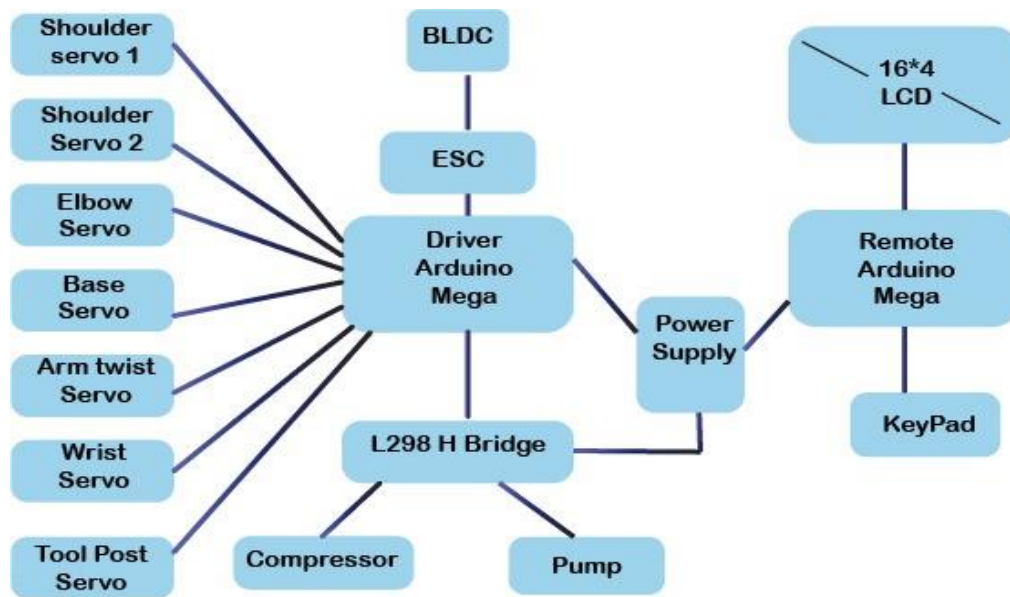 Shoulder
servo 1
Shoulder
Servo 2
Elbow
Servo
Base
Servo
Arm twist
Servo
Wrist
Servo
Tool Post
Servo
BLDC
ESC
Driver
Arduino
Mega
L298 H Bridge
Compressor
Pump
Power
Supply
16*4
LCD
Remote
Arduino
Mega
KeyPad